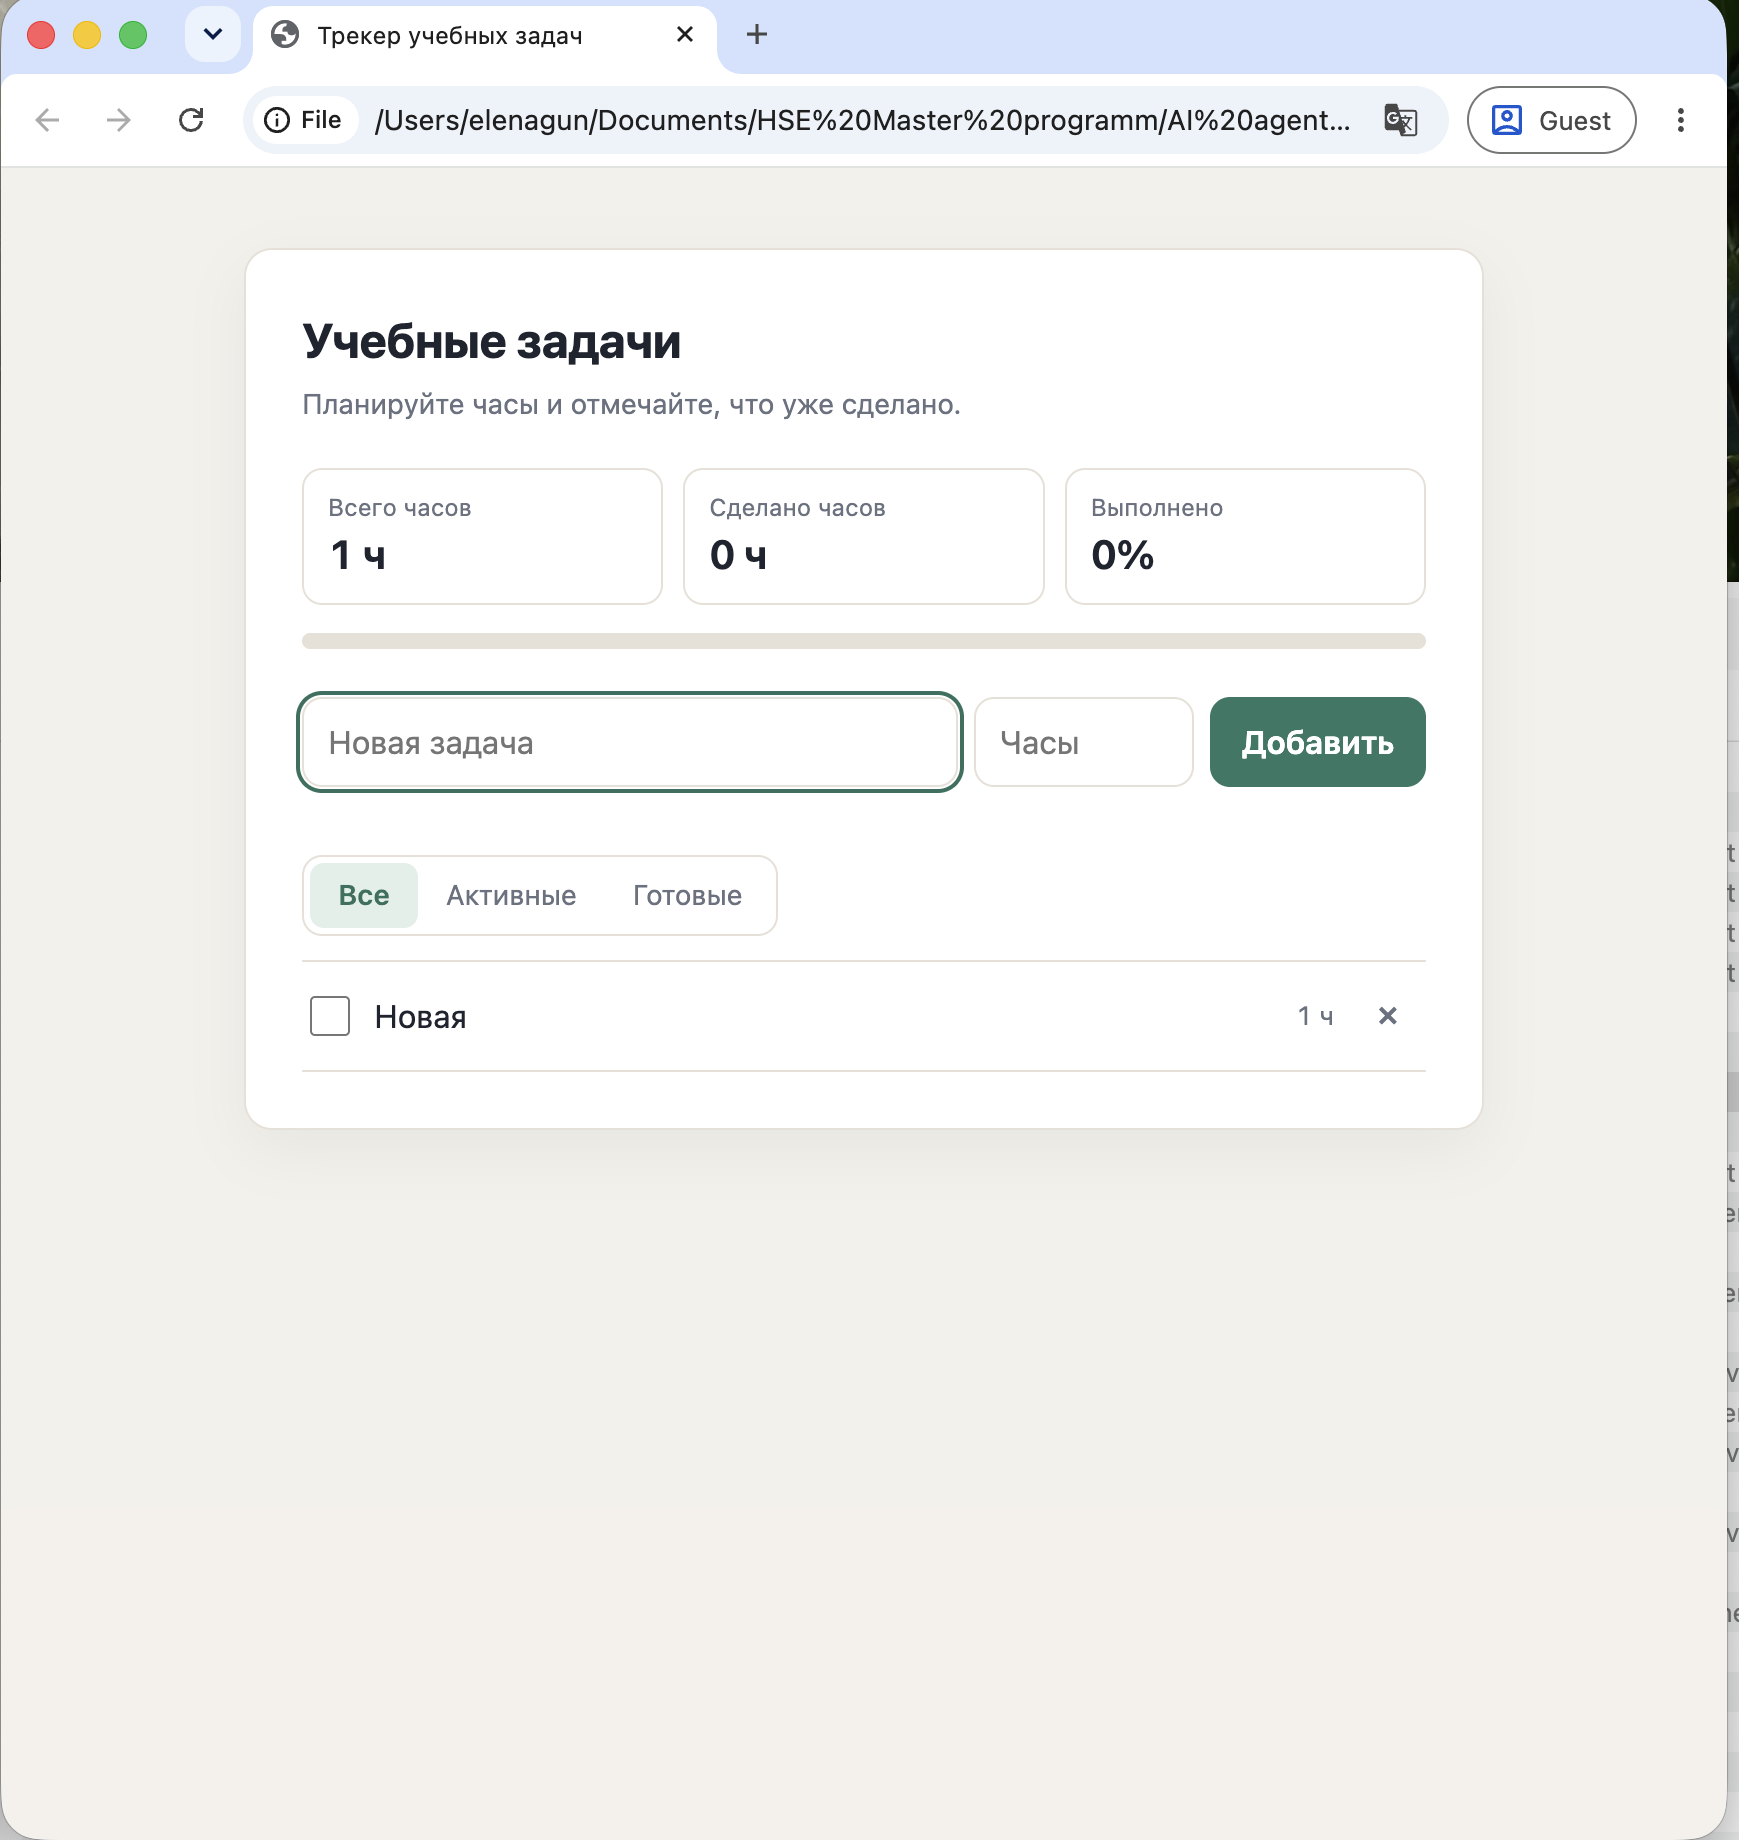 Трекер учебных задач
File /Users/elenagun/Documents/HSE%20Master%20programm/AI%20agent... Guest
Учебные задачи
Планируйте часы и отмечайте, что уже сделано.
Всего часов Сделано часов Выполнено
1 ч 0 ч 0%
Новая задача Часы Добавить
Все Активные Готовые
Новая 1 ч